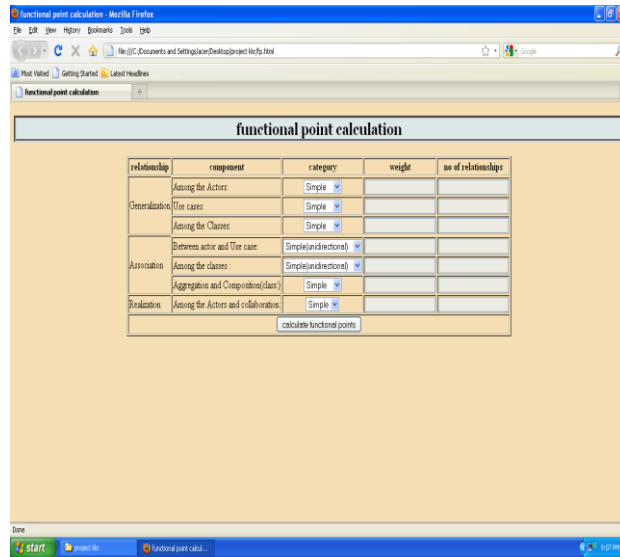 functional point calculation - Mozilla Firefox
File Edit View History Bookmarks Tools Help
file:///C:/Documents and Settings/acer/Desktop/project kle/fp.html
Google
Most Visited Getting Started Latest Headlines
functional point calculation
functional point calculation
relationship component category weight no of relationships
Generalization
Among the Actors: Simple
Use cases: Simple
Among the Classes: Simple
Association
Between actor and Use case: Simple(unidirectional)
Among the classes : Simple(unidirectional)
Aggregation and Composition(class:) Simple
Realization Among the Actors and collaboration: Simple
calculate functional points
Done
start functional point calcul... 9:07 PM